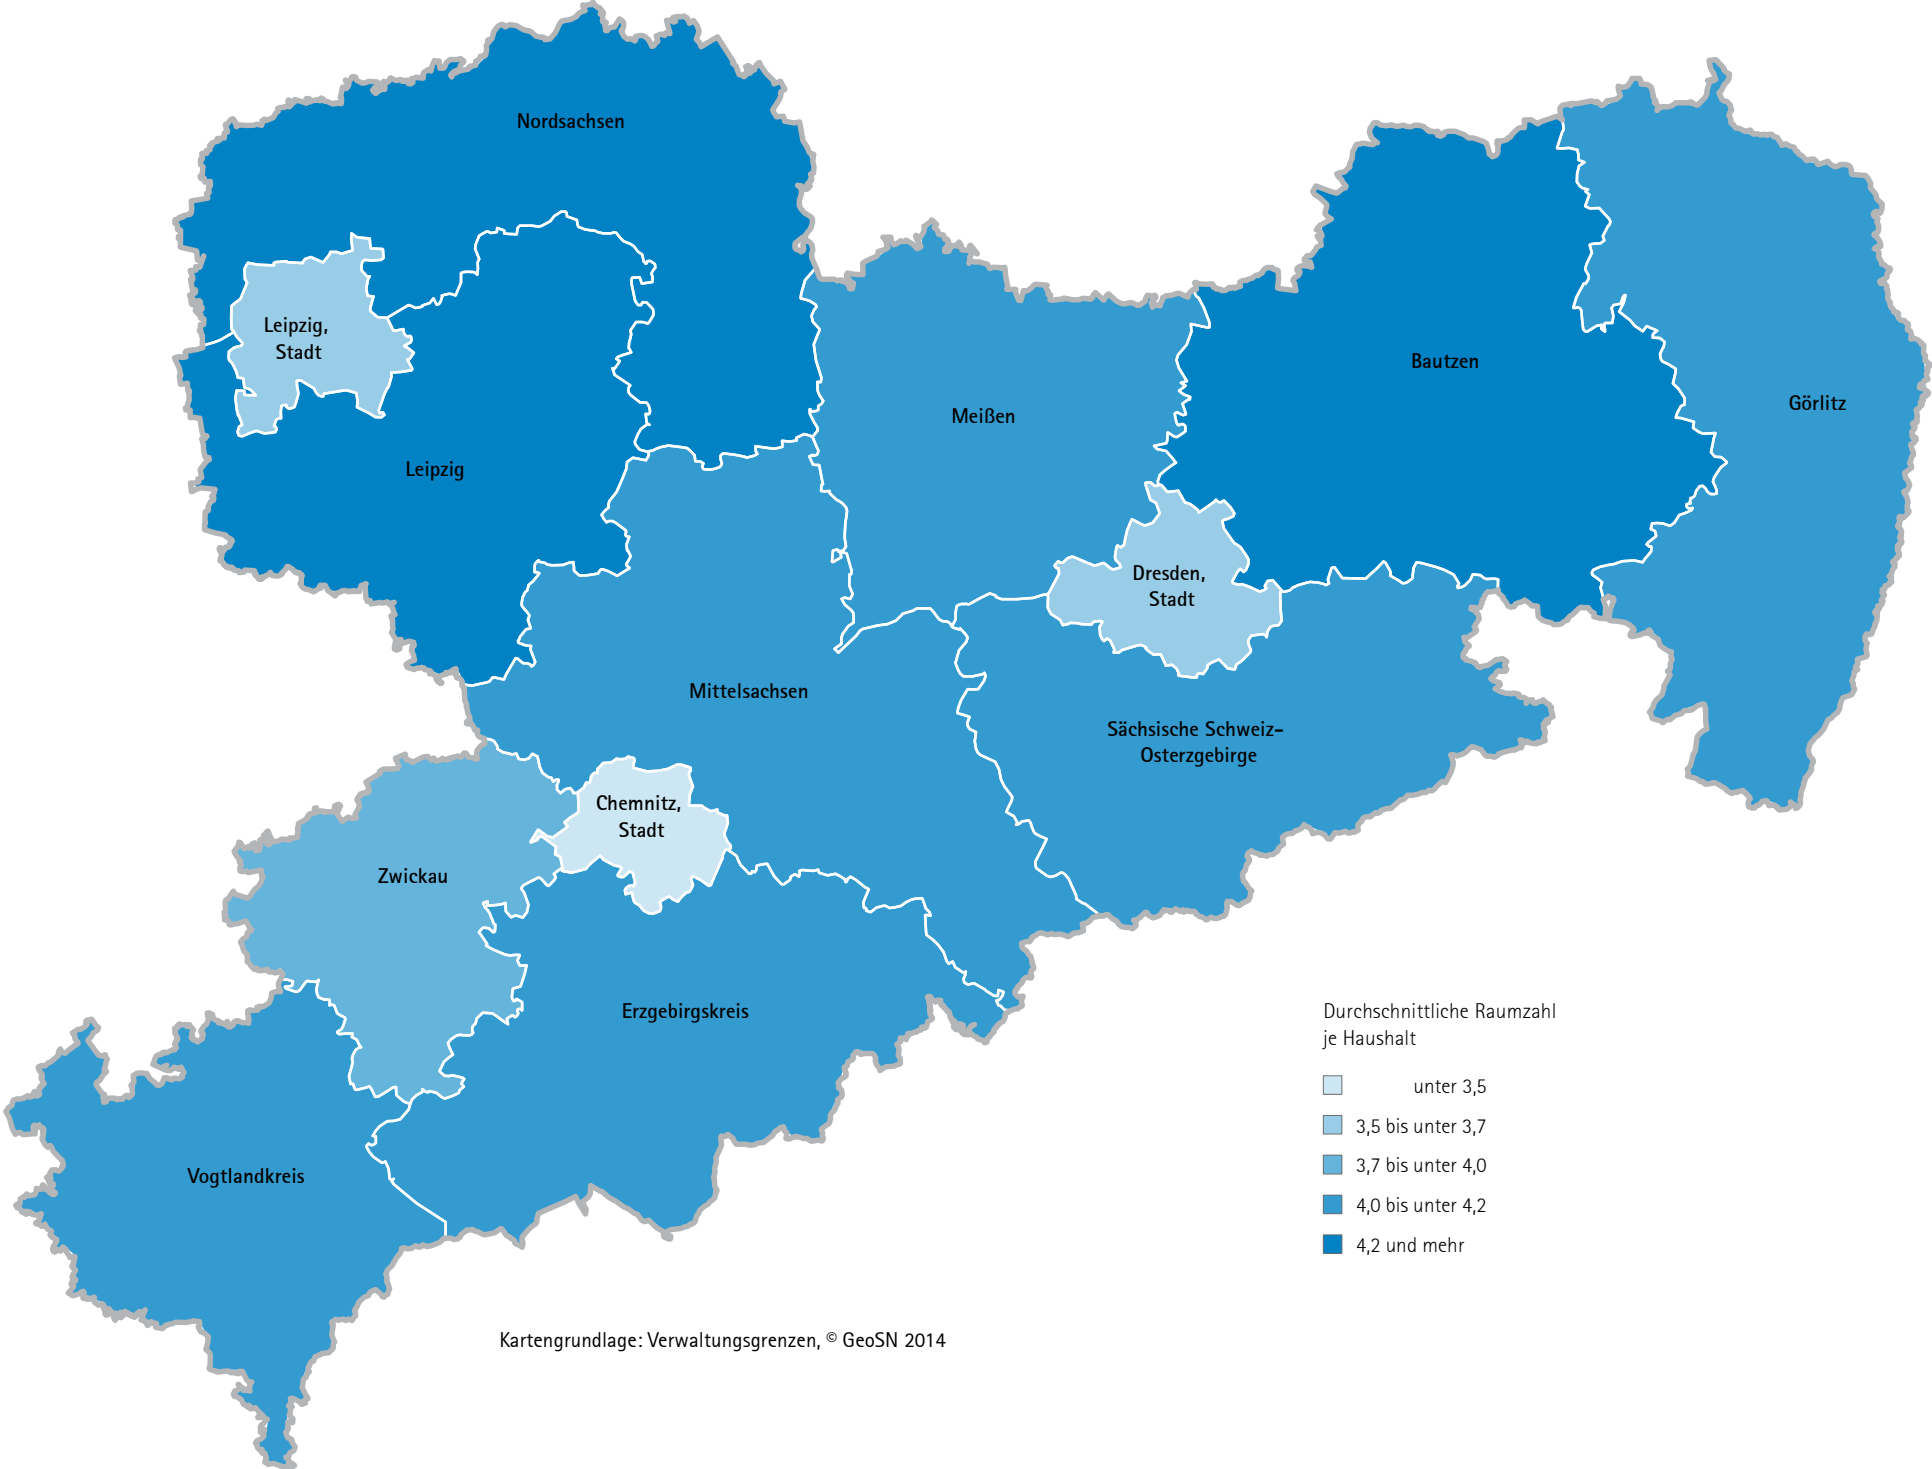 Nordsachsen
Leipzig,
Stadt
Bautzen
Görlitz
Meißen
Leipzig
Dresden,
Stadt
Mittelsachsen
Sächsische Schweiz-
Osterzgebirge
Chemnitz,
Stadt
Zwickau
Erzgebirgskreis
Vogtlandkreis
Durchschnittliche Raumzahl
je Haushalt
unter 3,5
3,5 bis unter 3,7
3,7 bis unter 4,0
4,0 bis unter 4,2
4,2 und mehr
Kartengrundlage: Verwaltungsgrenzen, © GeoSN 2014